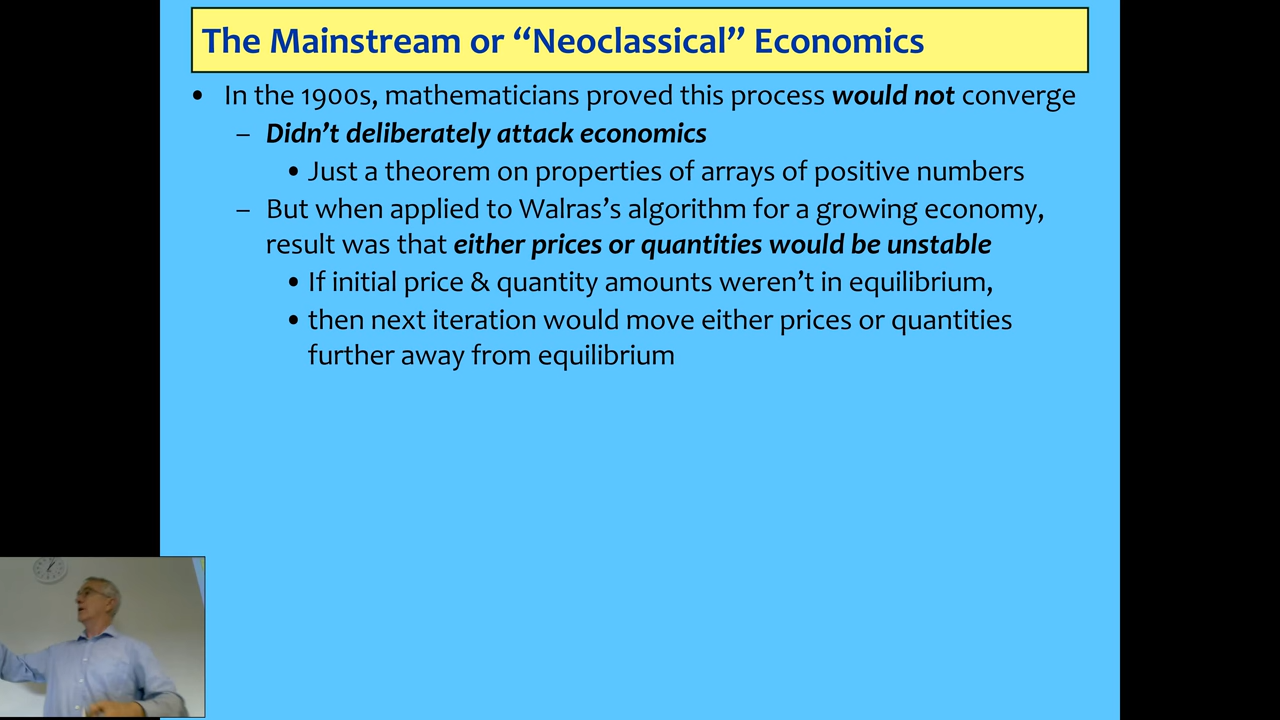 The Mainstream or “Neoclassical” Economics
• In the 1900s, mathematicians proved this process would not converge
– Didn’t deliberately attack economics
• Just a theorem on properties of arrays of positive numbers
– But when applied to Walras’s algorithm for a growing economy,
result was that either prices or quantities would be unstable
• If initial price & quantity amounts weren’t in equilibrium,
• then next iteration would move either prices or quantities
further away from equilibrium